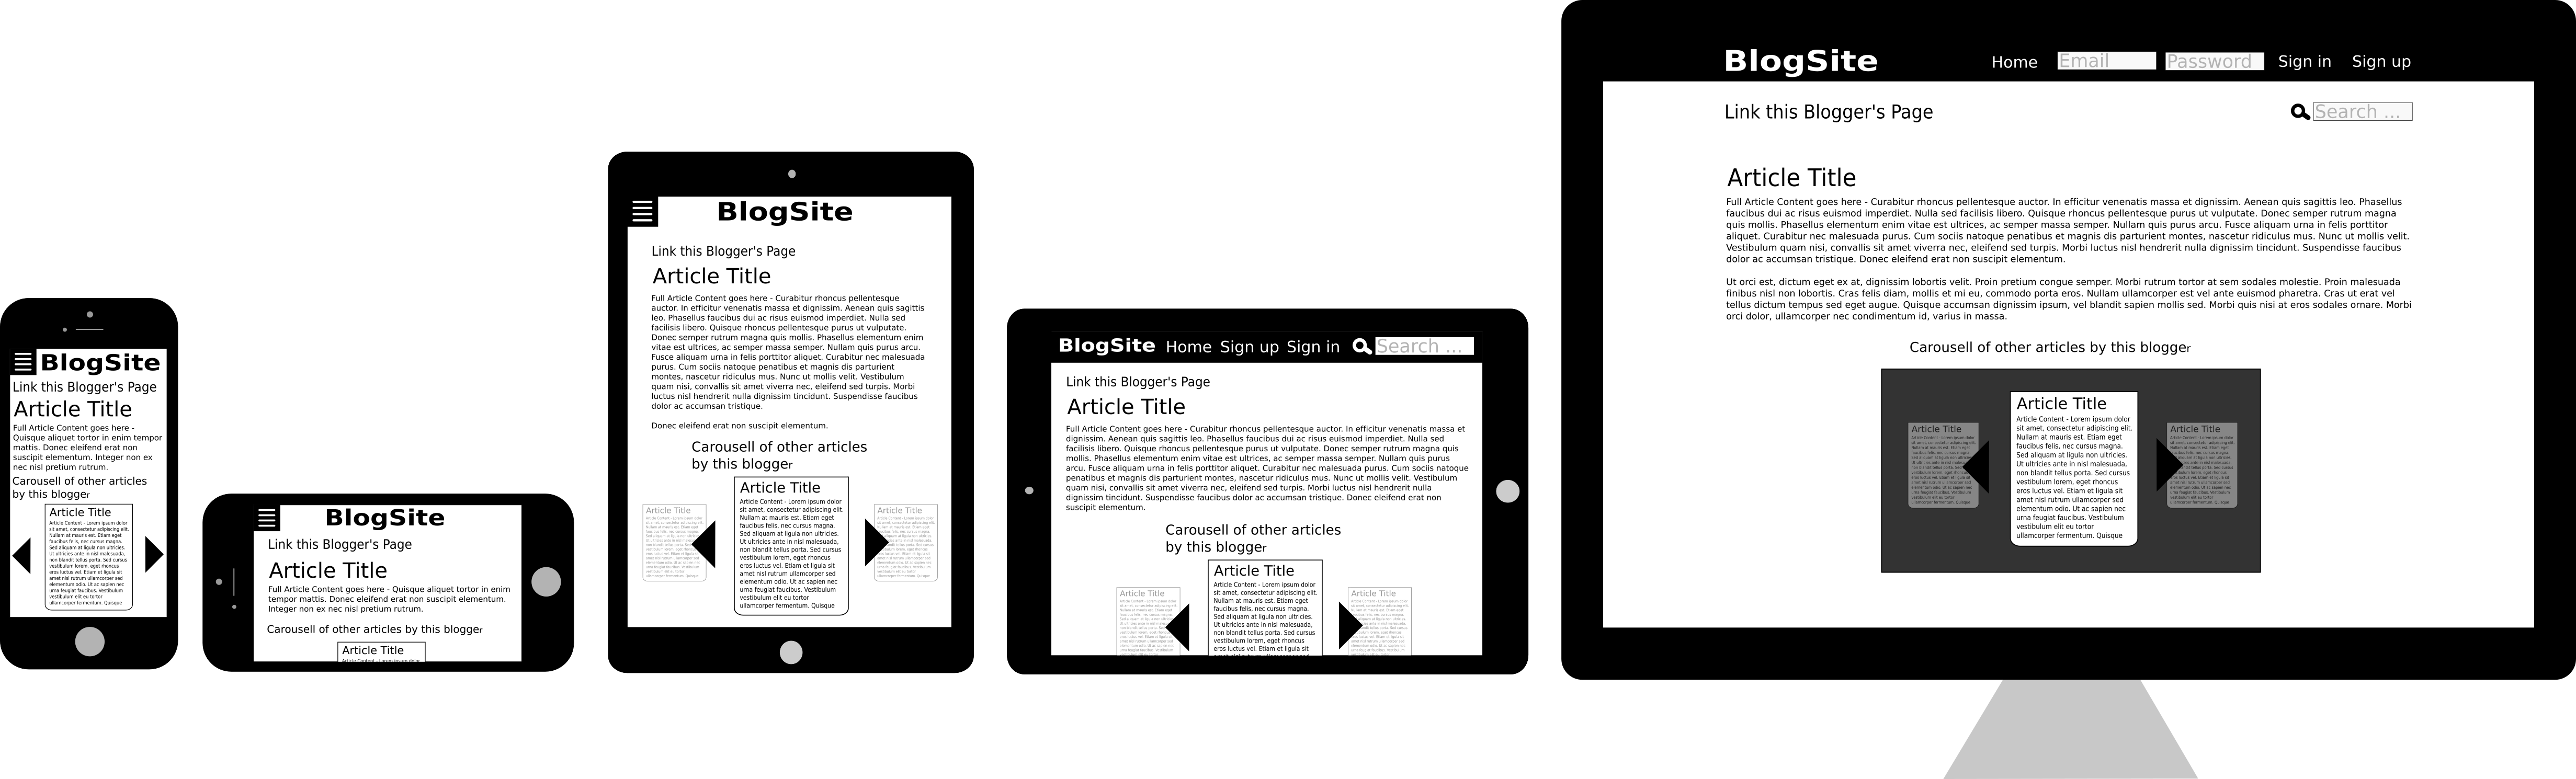 BlogSite
Link this Blogger's Page
Article Title
Full Article Content goes here -
Quisque aliquet tortor in enim tempor
mattis. Donec eleifend erat non
suscipit elementum. Integer non ex
nec nisl pretium rutrum.
Carousell of other articles
by this blogger
Article Title
Article Content - Lorem ipsum dolor
sit amet, consectetur adipiscing elit.
Nullam at mauris est. Etiam eget
faucibus felis, nec cursus magna.
Sed aliquam at ligula non ultricies.
Ut ultricies ante in nisl malesuada,
non blandit tellus porta. Sed cursus
vestibulum lorem, eget rhoncus
eros luctus vel. Etiam et ligula sit
amet nisl rutrum ullamcorper sed
elementum odio. Ut ac sapien nec
urna feugiat faucibus. Vestibulum
vestibulum elit eu tortor
ullamcorper fermentum. Quisque
BlogSite
Link this Blogger's Page
Article Title
Full Article Content goes here - Quisque aliquet tortor in enim
tempor mattis. Donec eleifend erat non suscipit elementum.
Integer non ex nec nisl pretium rutrum.
Carousell of other articles by this blogger
Article Title
BlogSite
Link this Blogger's Page
Article Title
Full Article Content goes here - Curabitur rhoncus pellentesque
auctor. In efficitur venenatis massa et dignissim. Aenean quis sagittis
leo. Phasellus faucibus dui ac risus euismod imperdiet. Nulla sed
facilisis libero. Quisque rhoncus pellentesque purus ut vulputate.
Donec semper rutrum magna quis mollis. Phasellus elementum enim
vitae est ultrices, ac semper massa semper. Nullam quis purus arcu.
Fusce aliquam urna in felis porttitor aliquet. Curabitur nec malesuada
purus. Cum sociis natoque penatibus et magnis dis parturient
montes, nascetur ridiculus mus. Nunc ut mollis velit. Vestibulum
quam nisi, convallis sit amet viverra nec, eleifend sed turpis. Morbi
luctus nisl hendrerit nulla dignissim tincidunt. Suspendisse faucibus
dolor ac accumsan tristique.
Donec eleifend erat non suscipit elementum.
Carousell of other articles
by this blogger
Article Title
Article Title
Article Content - Lorem ipsum dolor
sit amet, consectetur adipiscing elit.
Nullam at mauris est. Etiam eget
faucibus felis, nec cursus magna.
Sed aliquam at ligula non ultricies.
Ut ultricies ante in nisl malesuada,
non blandit tellus porta. Sed cursus
vestibulum lorem, eget rhoncus
eros luctus vel. Etiam et ligula sit
amet nisl rutrum ullamcorper sed
elementum odio. Ut ac sapien nec
urna feugiat faucibus. Vestibulum
vestibulum elit eu tortor
ullamcorper fermentum. Quisque
Article Title
BlogSite Home Sign up Sign in Search ...
Link this Blogger's Page
Article Title
Full Article Content goes here - Curabitur rhoncus pellentesque auctor. In efficitur venenatis massa et
dignissim. Aenean quis sagittis leo. Phasellus faucibus dui ac risus euismod imperdiet. Nulla sed
facilisis libero. Quisque rhoncus pellentesque purus ut vulputate. Donec semper rutrum magna quis
mollis. Phasellus elementum enim vitae est ultrices, ac semper massa semper. Nullam quis purus
arcu. Fusce aliquam urna in felis porttitor aliquet. Curabitur nec malesuada purus. Cum sociis natoque
penatibus et magnis dis parturient montes, nascetur ridiculus mus. Nunc ut mollis velit. Vestibulum
quam nisi, convallis sit amet viverra nec, eleifend sed turpis. Morbi luctus nisl hendrerit nulla
dignissim tincidunt. Suspendisse faucibus dolor ac accumsan tristique. Donec eleifend erat non
suscipit elementum.
Carousell of other articles
by this blogger
Article Title
Article Title
Article Content - Lorem ipsum dolor
sit amet, consectetur adipiscing elit.
Nullam at mauris est. Etiam eget
faucibus felis, nec cursus magna.
Sed aliquam at ligula non ultricies.
Ut ultricies ante in nisl malesuada,
non blandit tellus porta. Sed cursus
vestibulum lorem, eget rhoncus
eros luctus vel. Etiam et ligula sit
Article Title
BlogSite Home Email Password Sign in Sign up
Link this Blogger's Page Search ...
Article Title
Full Article Content goes here - Curabitur rhoncus pellentesque auctor. In efficitur venenatis massa et dignissim. Aenean quis sagittis leo. Phasellus
faucibus dui ac risus euismod imperdiet. Nulla sed facilisis libero. Quisque rhoncus pellentesque purus ut vulputate. Donec semper rutrum magna
quis mollis. Phasellus elementum enim vitae est ultrices, ac semper massa semper. Nullam quis purus arcu. Fusce aliquam urna in felis porttitor
aliquet. Curabitur nec malesuada purus. Cum sociis natoque penatibus et magnis dis parturient montes, nascetur ridiculus mus. Nunc ut mollis velit.
Vestibulum quam nisi, convallis sit amet viverra nec, eleifend sed turpis. Morbi luctus nisl hendrerit nulla dignissim tincidunt. Suspendisse faucibus
dolor ac accumsan tristique. Donec eleifend erat non suscipit elementum.
Ut orci est, dictum eget ex at, dignissim lobortis velit. Proin pretium congue semper. Morbi rutrum tortor at sem sodales molestie. Proin malesuada
finibus nisl non lobortis. Cras felis diam, mollis et mi eu, commodo porta eros. Nullam ullamcorper est vel ante euismod pharetra. Cras ut erat vel
tellus dictum tempus sed eget augue. Quisque accumsan dignissim ipsum, vel blandit sapien mollis sed. Morbi quis nisi at eros sodales ornare. Morbi
orci dolor, ullamcorper nec condimentum id, varius in massa.
Carousell of other articles by this blogger
Article Title
Article Title
Article Content - Lorem ipsum dolor
sit amet, consectetur adipiscing elit.
Nullam at mauris est. Etiam eget
faucibus felis, nec cursus magna.
Sed aliquam at ligula non ultricies.
Ut ultricies ante in nisl malesuada,
non blandit tellus porta. Sed cursus
vestibulum lorem, eget rhoncus
eros luctus vel. Etiam et ligula sit
amet nisl rutrum ullamcorper sed
elementum odio. Ut ac sapien nec
urna feugiat faucibus. Vestibulum
vestibulum elit eu tortor
ullamcorper fermentum. Quisque
Article Title